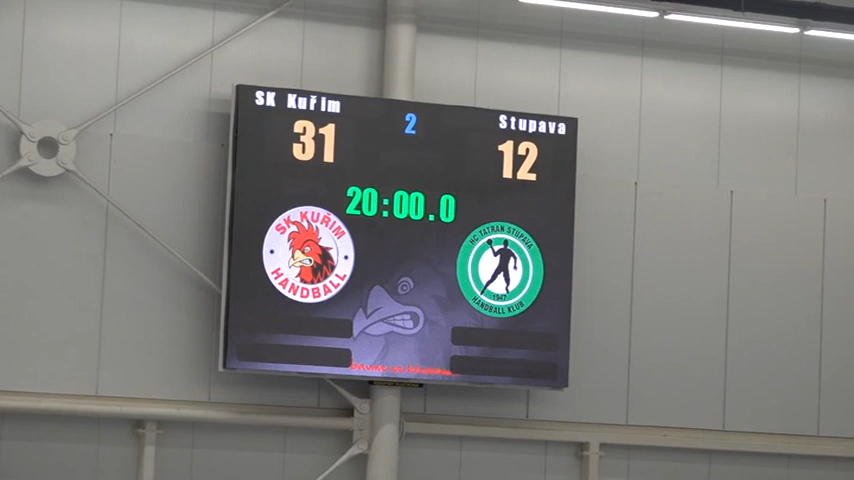 SK Kuřim
2
Stupava
31
12
20:00.0
SK KUŘIM
HANDBALL
HC TATRAN STUPAVA
1947
HANDBALL KLUB